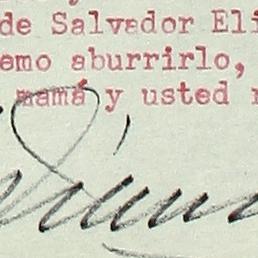 de Salvador Eli
emo aburrirlo,
mamá y usted r